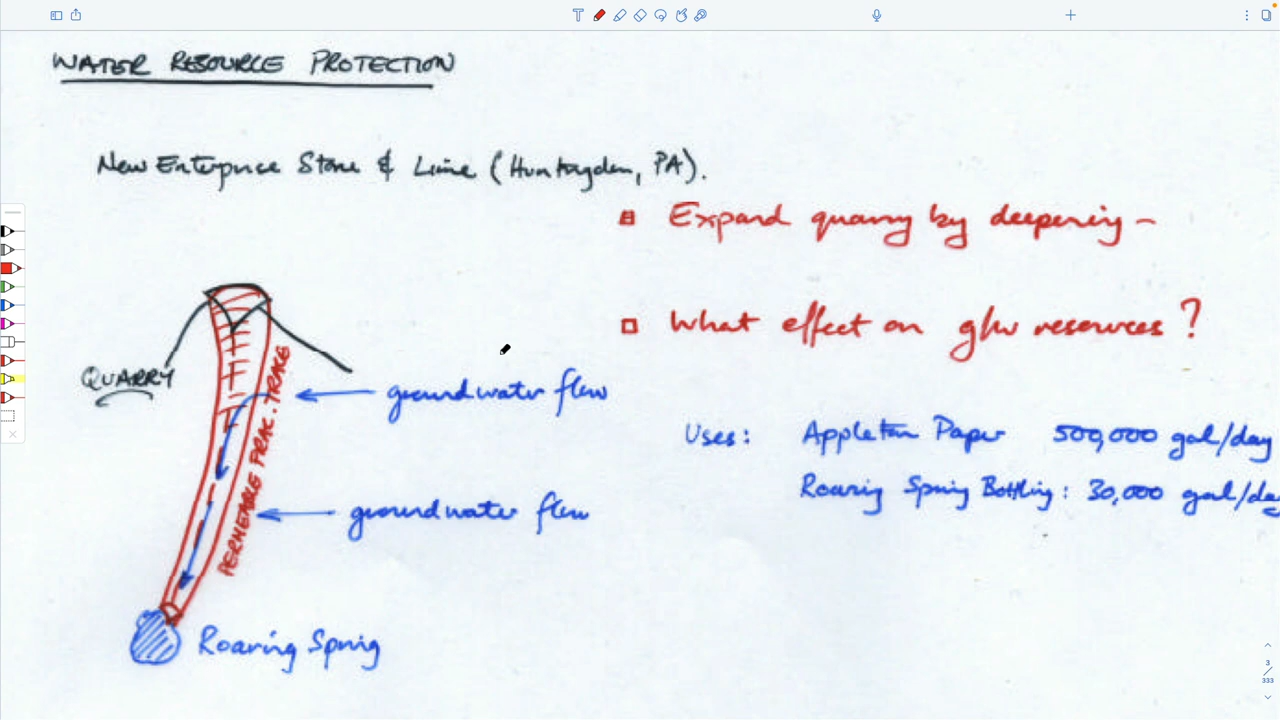 WATER RESOURCE PROTECTION
New Enterprise Stone & Lime (Huntingdon, PA).
Expand quarry by deepening –
What effect on g/w resources?
QUARRY
PERMEABLE FRAC. TRACE
groundwater flow
groundwater flow
Uses: Appleton Paper 500,000 gal/day
Roaring Spring Bottling: 30,000 gal/day
Roaring Spring
3
/
333